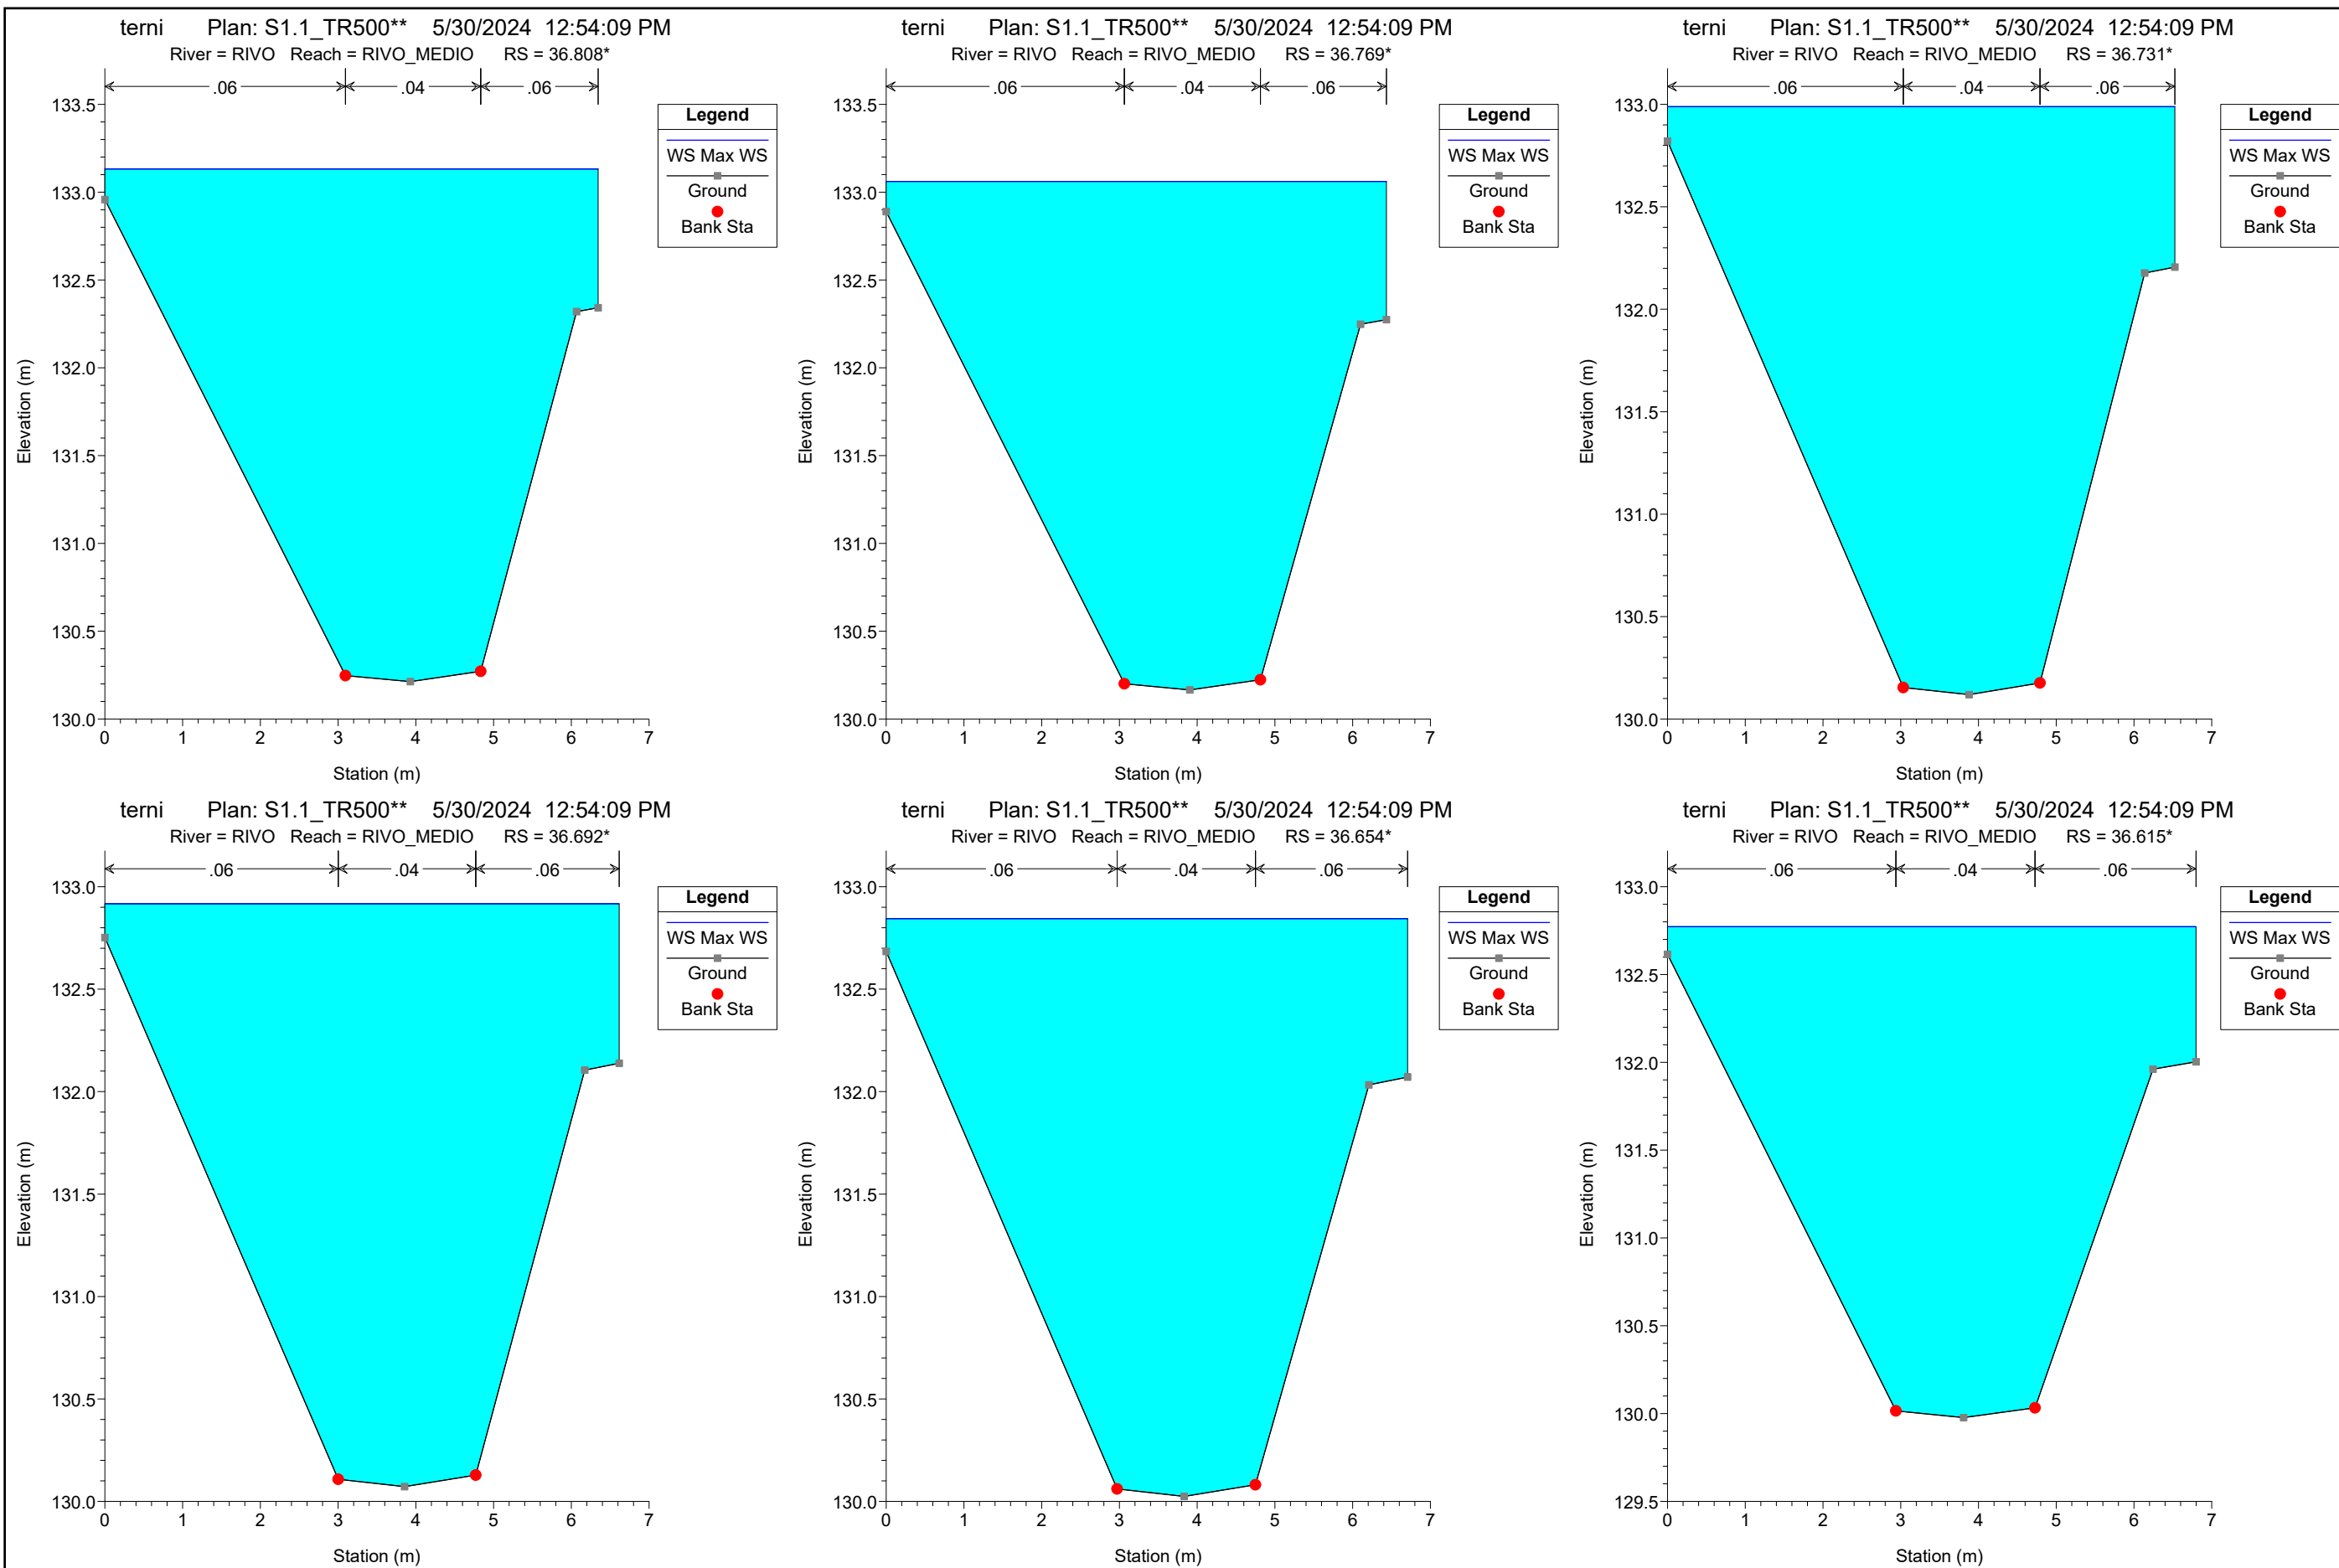 terni Plan: S1.1_TR500** 5/30/2024 12:54:09 PM
River = RIVO Reach = RIVO_MEDIO RS = 36.808*
.06 .04 .06
133.5
133.0
132.5
132.0
131.5
131.0
130.5
130.0
Elevation (m)
0 1 2 3 4 5 6 7
Station (m)
Legend
WS Max WS
Ground
Bank Sta
terni Plan: S1.1_TR500** 5/30/2024 12:54:09 PM
River = RIVO Reach = RIVO_MEDIO RS = 36.769*
.06 .04 .06
133.5
133.0
132.5
132.0
131.5
131.0
130.5
130.0
Elevation (m)
0 1 2 3 4 5 6 7
Station (m)
Legend
WS Max WS
Ground
Bank Sta
terni Plan: S1.1_TR500** 5/30/2024 12:54:09 PM
River = RIVO Reach = RIVO_MEDIO RS = 36.731*
.06 .04 .06
133.0
132.5
132.0
131.5
131.0
130.5
130.0
Elevation (m)
0 1 2 3 4 5 6 7
Station (m)
Legend
WS Max WS
Ground
Bank Sta
terni Plan: S1.1_TR500** 5/30/2024 12:54:09 PM
River = RIVO Reach = RIVO_MEDIO RS = 36.692*
.06 .04 .06
133.0
132.5
132.0
131.5
131.0
130.5
130.0
Elevation (m)
0 1 2 3 4 5 6 7
Station (m)
Legend
WS Max WS
Ground
Bank Sta
terni Plan: S1.1_TR500** 5/30/2024 12:54:09 PM
River = RIVO Reach = RIVO_MEDIO RS = 36.654*
.06 .04 .06
133.0
132.5
132.0
131.5
131.0
130.5
130.0
Elevation (m)
0 1 2 3 4 5 6 7
Station (m)
Legend
WS Max WS
Ground
Bank Sta
terni Plan: S1.1_TR500** 5/30/2024 12:54:09 PM
River = RIVO Reach = RIVO_MEDIO RS = 36.615*
.06 .04 .06
133.0
132.5
132.0
131.5
131.0
130.5
130.0
129.5
Elevation (m)
0 1 2 3 4 5 6 7
Station (m)
Legend
WS Max WS
Ground
Bank Sta